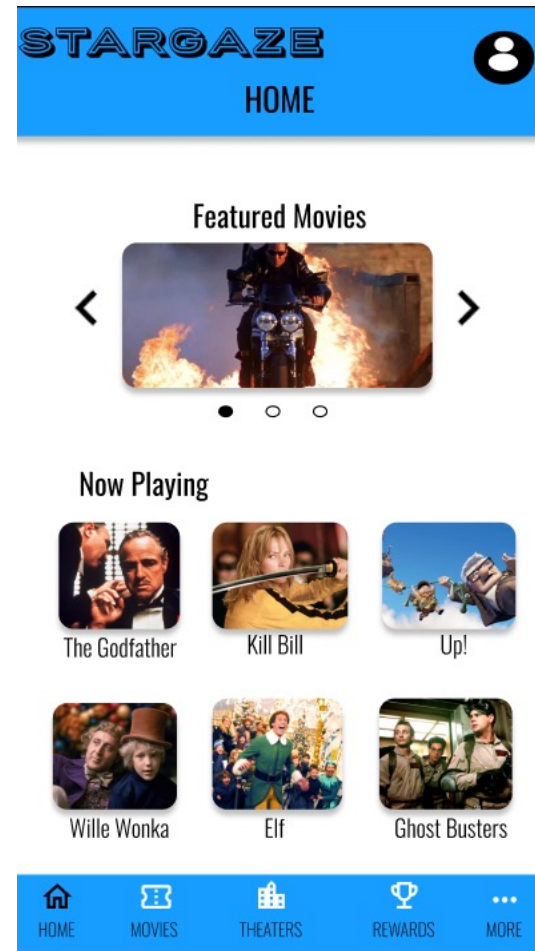 STARGAZE
HOME
Featured Movies
Now Playing
The Godfather Kill Bill Up!
Wille Wonka Elf Ghost Busters
HOME MOVIES THEATERS REWARDS MORE